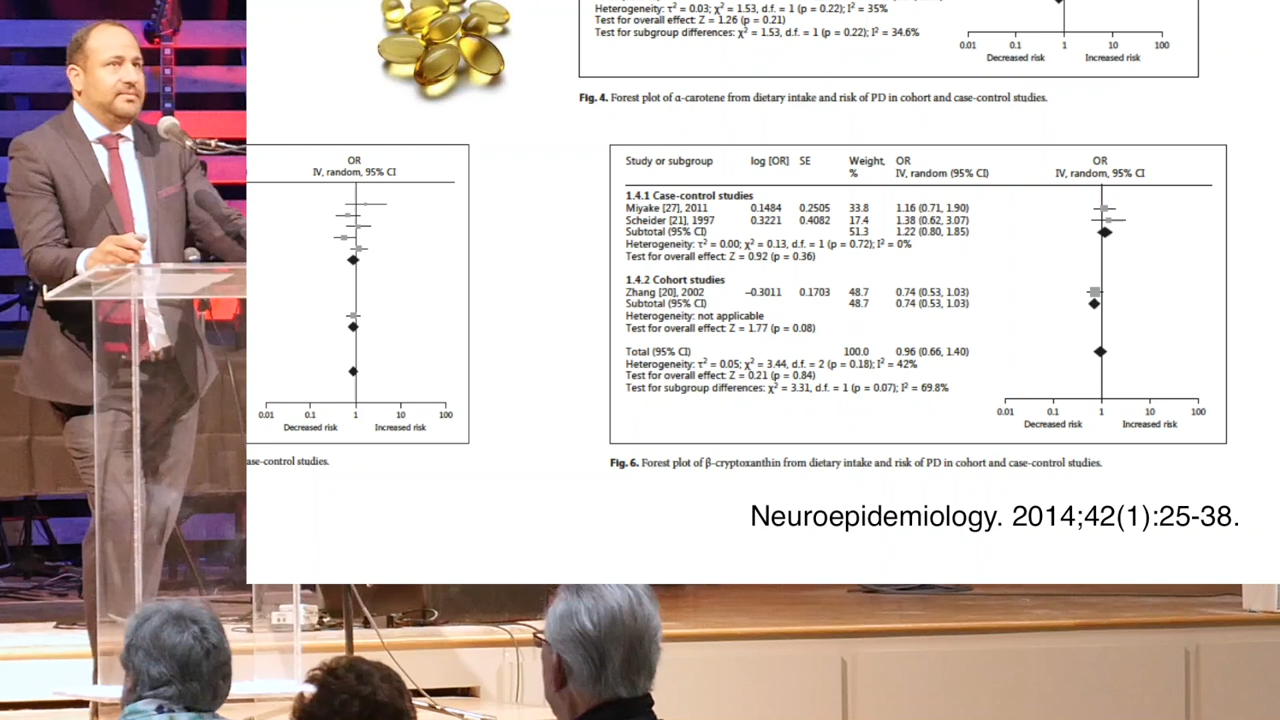 Heterogeneity: τ² = 0.03; χ² = 1.53, d.f. = 1 (p = 0.22); I² = 35%
Test for overall effect: Z = 1.26 (p = 0.21)
Test for subgroup differences: χ² = 1.53, d.f. = 1 (p = 0.22); I² = 34.6%
0.01 0.1 1 10 100
Decreased risk Increased risk
Fig. 4. Forest plot of α-carotene from dietary intake and risk of PD in cohort and case-control studies.
OR
IV, random, 95% CI
0.01 0.1 1 10 100
Decreased risk Increased risk
ase-control studies.
Study or subgroup log [OR] SE Weight, OR OR
% IV, random (95% CI) IV, random, 95% CI
1.4.1 Case-control studies
Miyake [27], 2011 0.1484 0.2505 33.8 1.16 (0.71, 1.90)
Scheider [21], 1997 0.3221 0.4082 17.4 1.38 (0.62, 3.07)
Subtotal (95% CI) 51.3 1.22 (0.80, 1.85)
Heterogeneity: τ² = 0.00; χ² = 0.13, d.f. = 1 (p = 0.72); I² = 0%
Test for overall effect: Z = 0.92 (p = 0.36)
1.4.2 Cohort studies
Zhang [20], 2002 –0.3011 0.1703 48.7 0.74 (0.53, 1.03)
Subtotal (95% CI) 48.7 0.74 (0.53, 1.03)
Heterogeneity: not applicable
Test for overall effect: Z = 1.77 (p = 0.08)
Total (95% CI) 100.0 0.96 (0.66, 1.40)
Heterogeneity: τ² = 0.05; χ² = 3.44, d.f. = 2 (p = 0.18); I² = 42%
Test for overall effect: Z = 0.21 (p = 0.84)
Test for subgroup differences: χ² = 3.31, d.f. = 1 (p = 0.07); I² = 69.8%
0.01 0.1 1 10 100
Decreased risk Increased risk
Fig. 6. Forest plot of β-cryptoxanthin from dietary intake and risk of PD in cohort and case-control studies.
Neuroepidemiology. 2014;42(1):25-38.